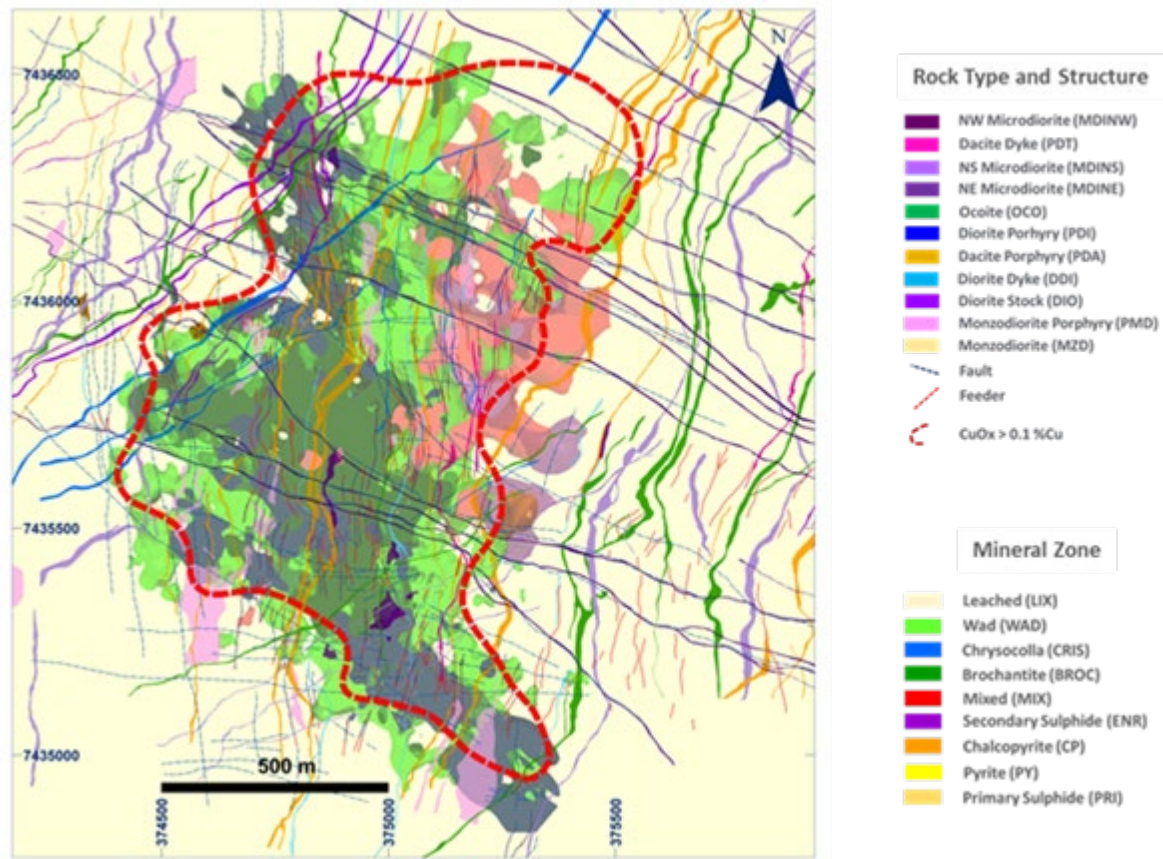 7436500
7436000
7435500
7435000
N
500 m
374500
375000
375500
Rock Type and Structure
NW Microdiorite (MDINW)
Dacite Dyke (PDT)
NS Microdiorite (MDINS)
NE Microdiorite (MDINE)
Ocoite (OCO)
Diorite Porhyry (PDI)
Dacite Porphyry (PDA)
Diorite Dyke (DDI)
Diorite Stock (DIO)
Monzodiorite Porphyry (PMD)
Monzodiorite (MZD)
Fault
Feeder
CuOx > 0.1 %Cu
Mineral Zone
Leached (LIX)
Wad (WAD)
Chrysocolla (CRIS)
Brochantite (BROC)
Mixed (MIX)
Secondary Sulphide (ENR)
Chalcopyrite (CP)
Pyrite (PY)
Primary Sulphide (PRI)